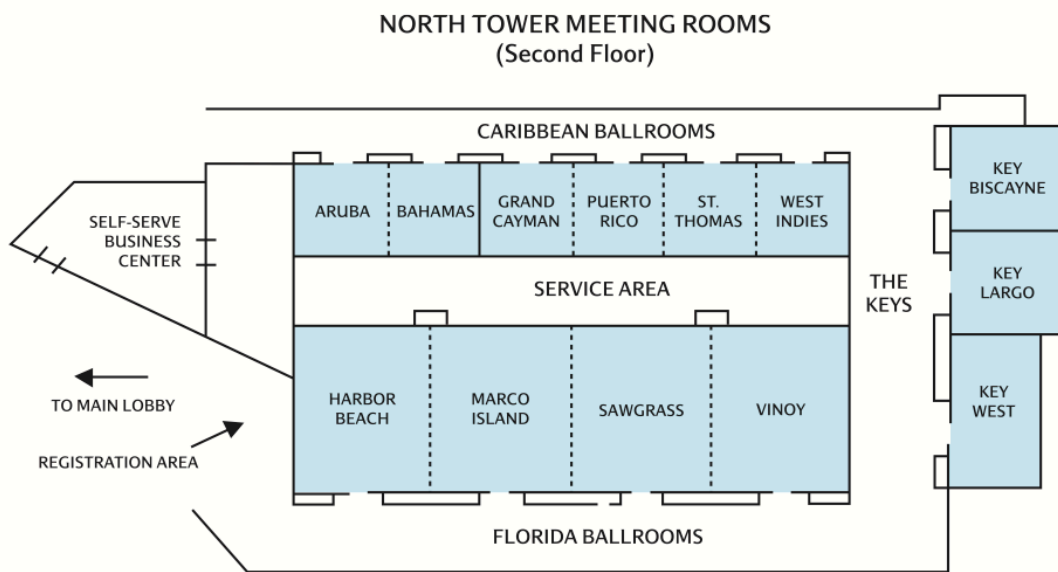 NORTH TOWER MEETING ROOMS
(Second Floor)
CARIBBEAN BALLROOMS
KEY
BISCAYNE
ARUBA
BAHAMAS
GRAND
CAYMAN
PUERTO
RICO
ST.
THOMAS
WEST
INDIES
SELF-SERVE
BUSINESS
CENTER
SERVICE AREA
THE
KEYS
KEY
LARGO
TO MAIN LOBBY
REGISTRATION AREA
HARBOR
BEACH
MARCO
ISLAND
SAWGRASS
VINOY
KEY
WEST
FLORIDA BALLROOMS